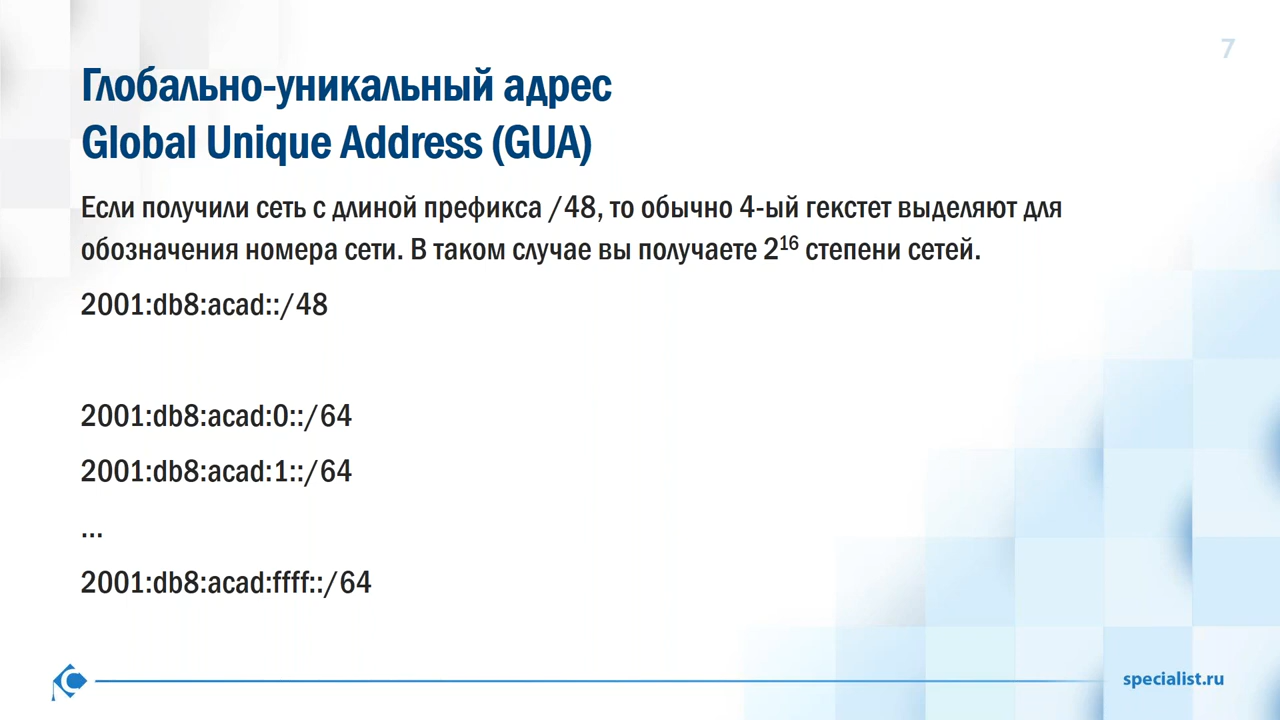 7
Глобально-уникальный адрес
Global Unique Address (GUA)
Если получили сеть с длиной префикса /48, то обычно 4-ый гекстет выделяют для
обозначения номера сети. В таком случае вы получаете 2¹⁶ степени сетей.
2001:db8:acad::/48
2001:db8:acad:0::/64
2001:db8:acad:1::/64
...
2001:db8:acad:ffff::/64
specialist.ru